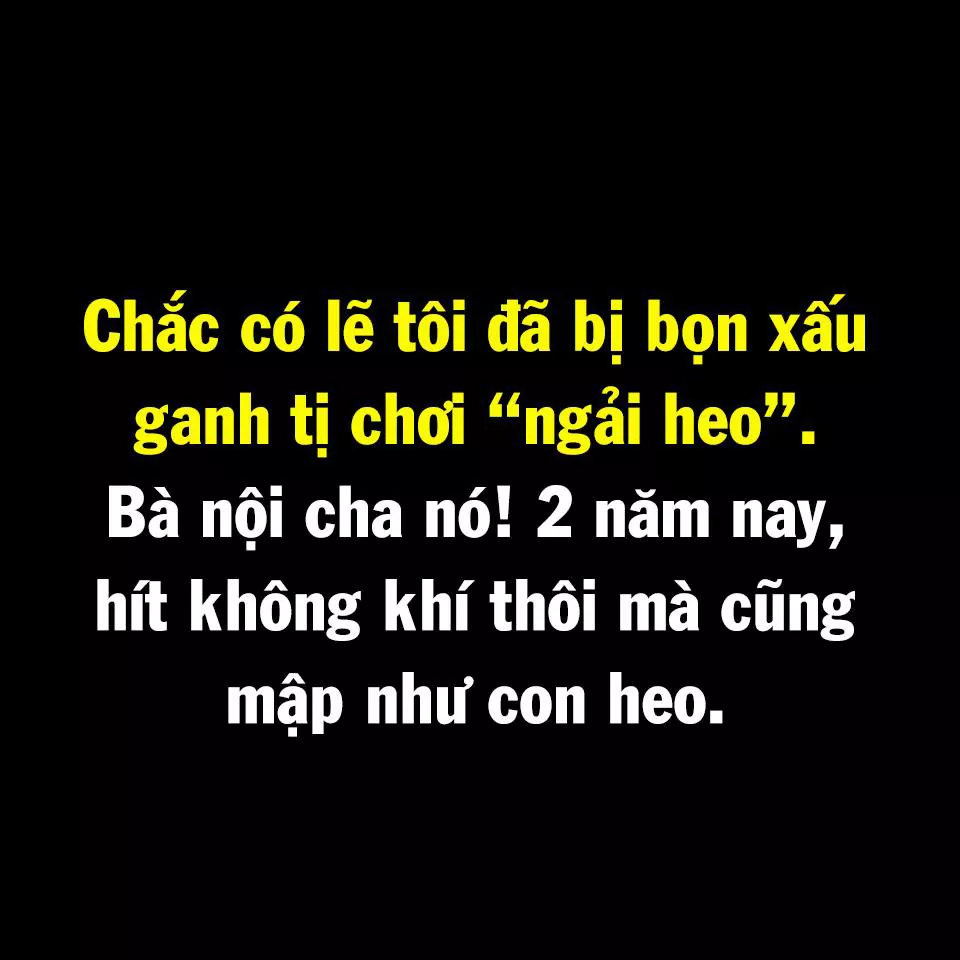 Chắc có lẽ tôi đã bị bọn xấu
ganh tị chơi “ngải heo”.
Bà nội cha nó! 2 năm nay,
hít không khí thôi mà cũng
mập như con heo.